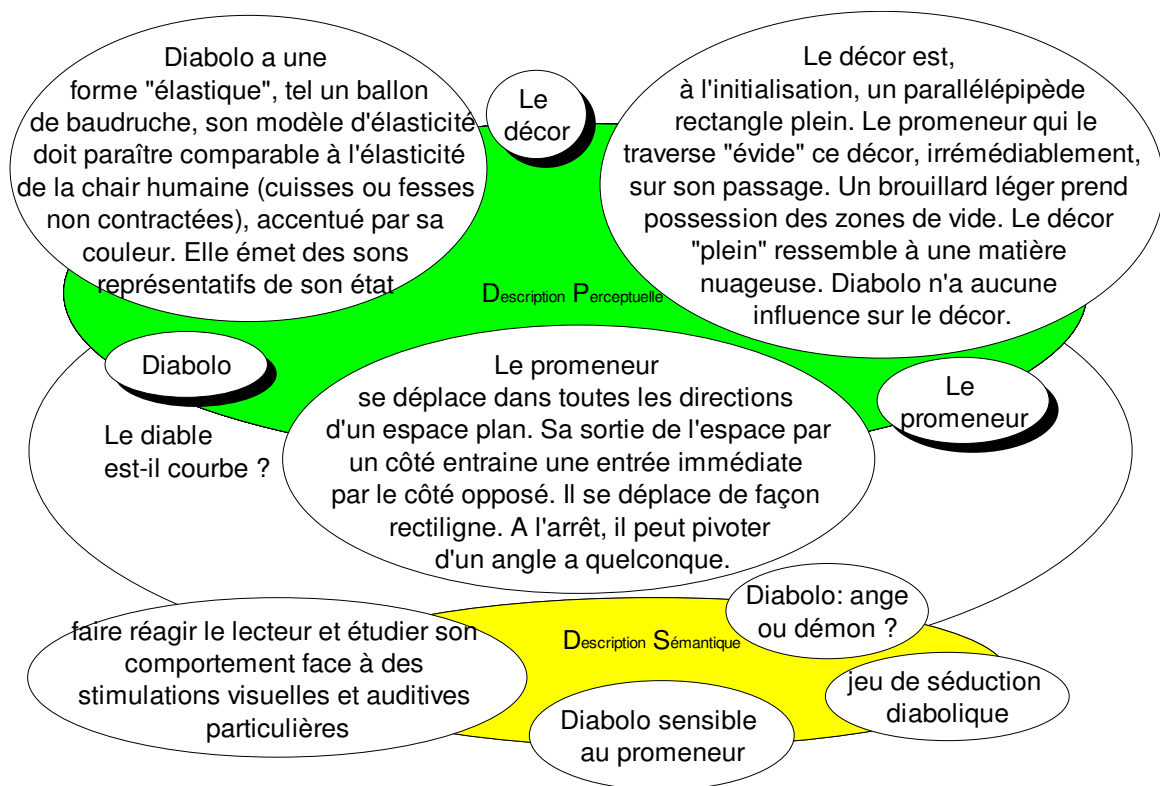 Diabolo a une
forme "élastique", tel un ballon
de baudruche, son modèle d'élasticité
doit paraître comparable à l'élasticité
de la chair humaine (cuisses ou fesses
non contractées), accentué par sa
couleur. Elle émet des sons
représentatifs de son état
Le
décor
Le décor est,
à l'initialisation, un parallélépipède
rectangle plein. Le promeneur qui le
traverse "évide" ce décor, irrémédiablement,
sur son passage. Un brouillard léger prend
possession des zones de vide. Le décor
"plein" ressemble à une matière
nuageuse. Diabolo n'a aucune
influence sur le décor.
Description Perceptuelle
Diabolo
Le promeneur
se déplace dans toutes les directions
d'un espace plan. Sa sortie de l'espace par
un côté entraine une entrée immédiate
par le côté opposé. Il se déplace de façon
rectiligne. A l'arrêt, il peut pivoter
d'un angle a quelconque.
Le
promeneur
Le diable
est-il courbe ?
Description Sémantique
Diabolo: ange
ou démon ?
faire réagir le lecteur et étudier son
comportement face à des
stimulations visuelles et auditives
particulières
jeu de séduction
diabolique
Diabolo sensible
au promeneur